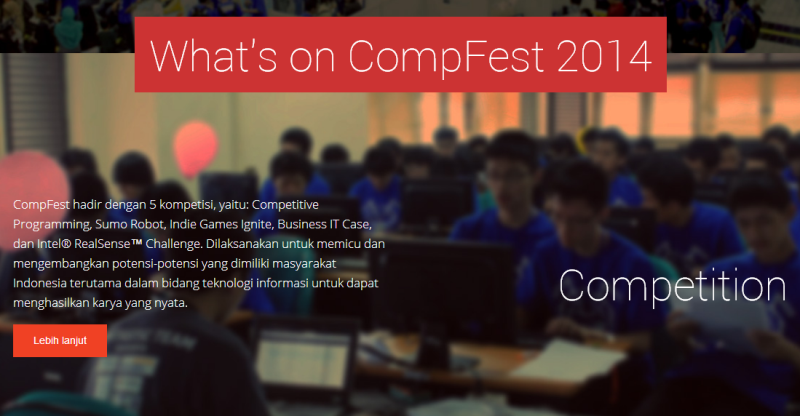 What's on CompFest 2014
CompFest hadir dengan 5 kompetisi, yaitu: Competitive
Programming, Sumo Robot, Indie Games Ignite, Business IT Case,
dan Intel® RealSense™ Challenge. Dilaksanakan untuk memicu dan
mengembangkan potensi-potensi yang dimiliki masyarakat
Indonesia terutama dalam bidang teknologi informasi untuk dapat
menghasilkan karya yang nyata.
Competition
Lebih lanjut